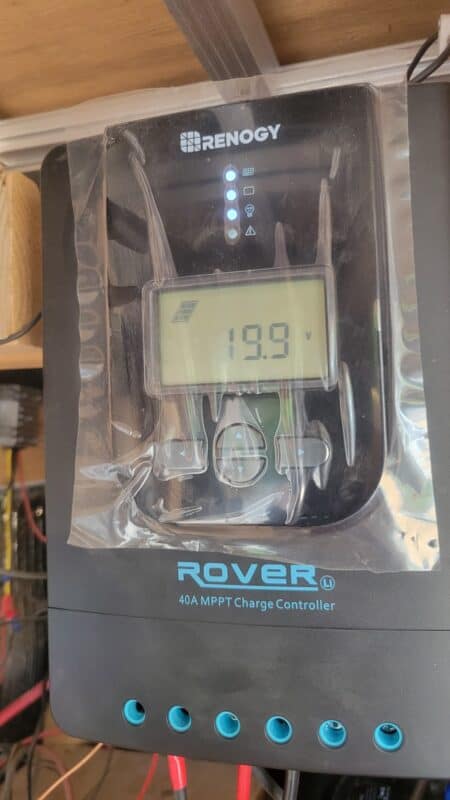 RENOGY
19.9 V
ROVER Li
40A MPPT Charge Controller